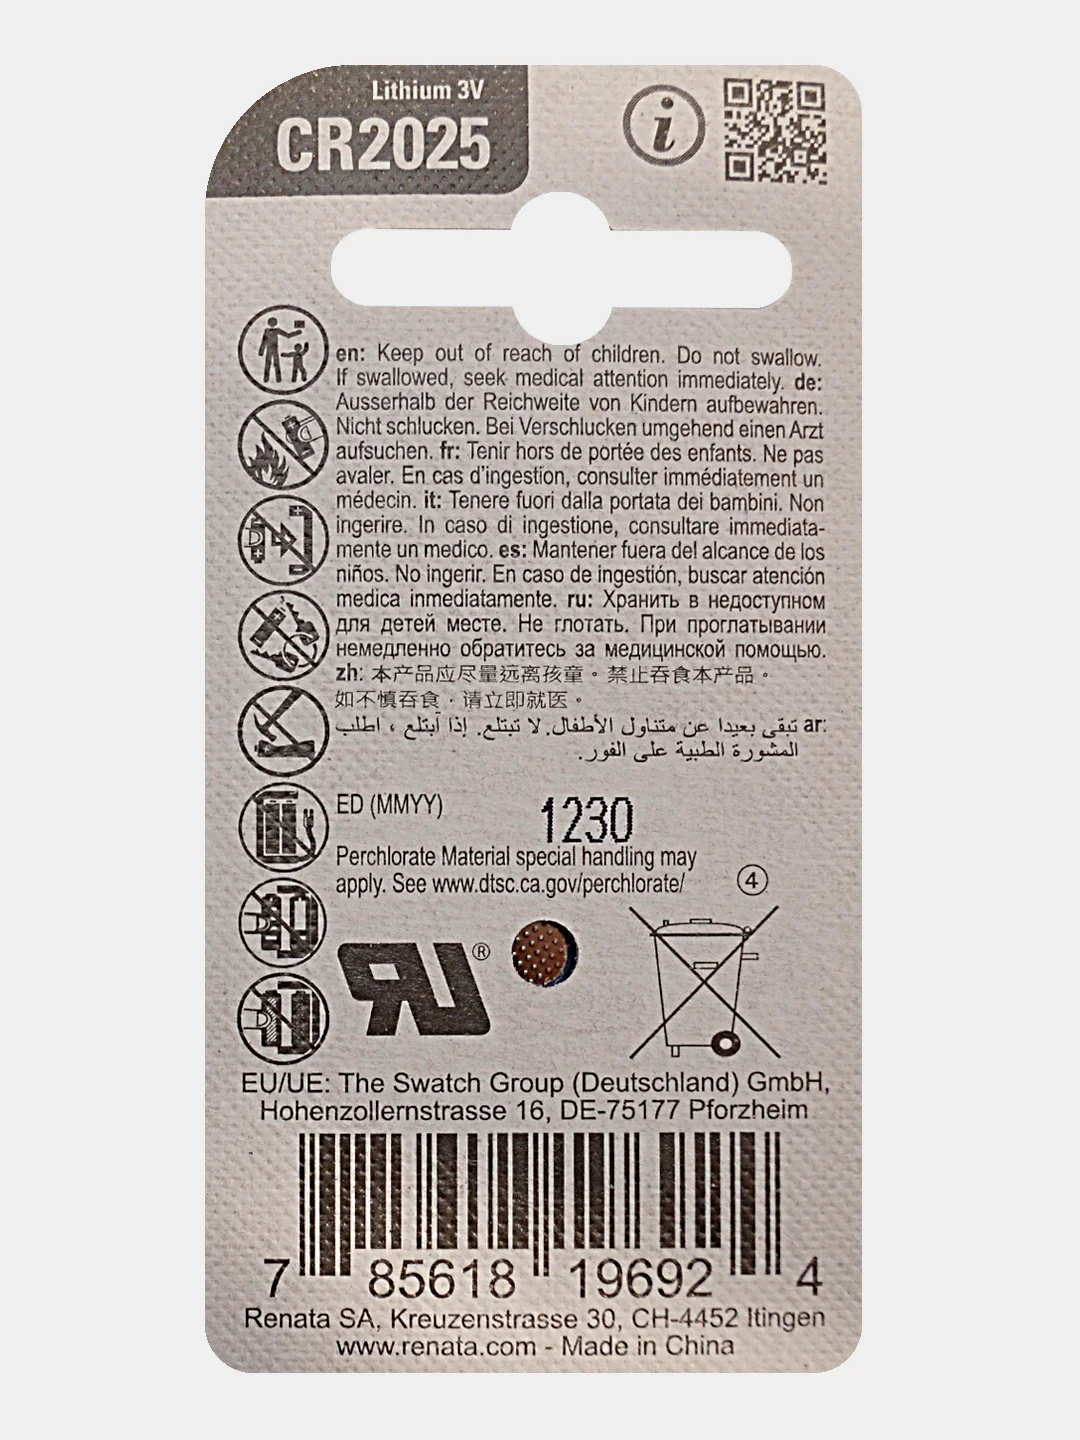 Lithium 3V
CR2025
i
en: Keep out of reach of children. Do not swallow.
If swallowed, seek medical attention immediately. de:
Ausserhalb der Reichweite von Kindern aufbewahren.
Nicht schlucken. Bei Verschlucken umgehend einen Arzt
aufsuchen. fr: Tenir hors de portée des enfants. Ne pas
avaler. En cas d'ingestion, consulter immédiatement un
médecin. it: Tenere fuori dalla portata dei bambini. Non
ingerire. In caso di ingestione, consultare immediata-
mente un medico. es: Mantener fuera del alcance de los
niños. No ingerir. En caso de ingestión, buscar atención
medica inmediatamente. ru: Хранить в недоступном
для детей месте. Не глотать. При проглатывании
немедленно обратитесь за медицинской помощью.
zh: 本产品应尽量远离孩童。禁止吞食本产品。
如不慎吞食，请立即就医。
ar: تبقى بعيدا عن متناول الأطفال. لا تبتلع. إذا أبتلع ، اطلب
المشورة الطبية على الفور.
ED (MMYY) 1230
Perchlorate Material special handling may
apply. See www.dtsc.ca.gov/perchlorate/
4
UR ®
EU/UE: The Swatch Group (Deutschland) GmbH,
Hohenzollernstrasse 16, DE-75177 Pforzheim
7 85618 19692 4
Renata SA, Kreuzenstrasse 30, CH-4452 Itingen
www.renata.com - Made in China